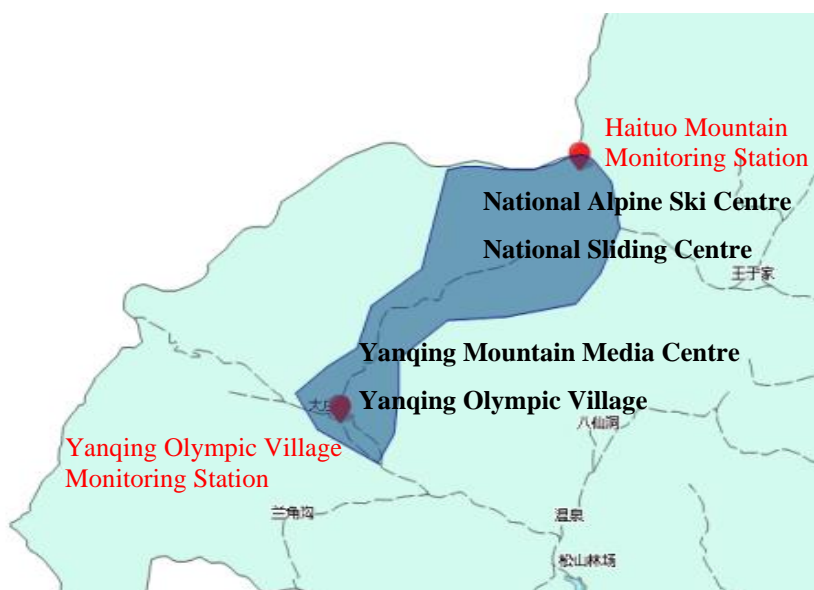 Haituo Mountain
Monitoring Station
National Alpine Ski Centre
National Sliding Centre
王于家
Yanqing Mountain Media Centre
Yanqing Olympic Village
八仙洞
Yanqing Olympic Village
Monitoring Station
兰角沟
温泉
松山林场